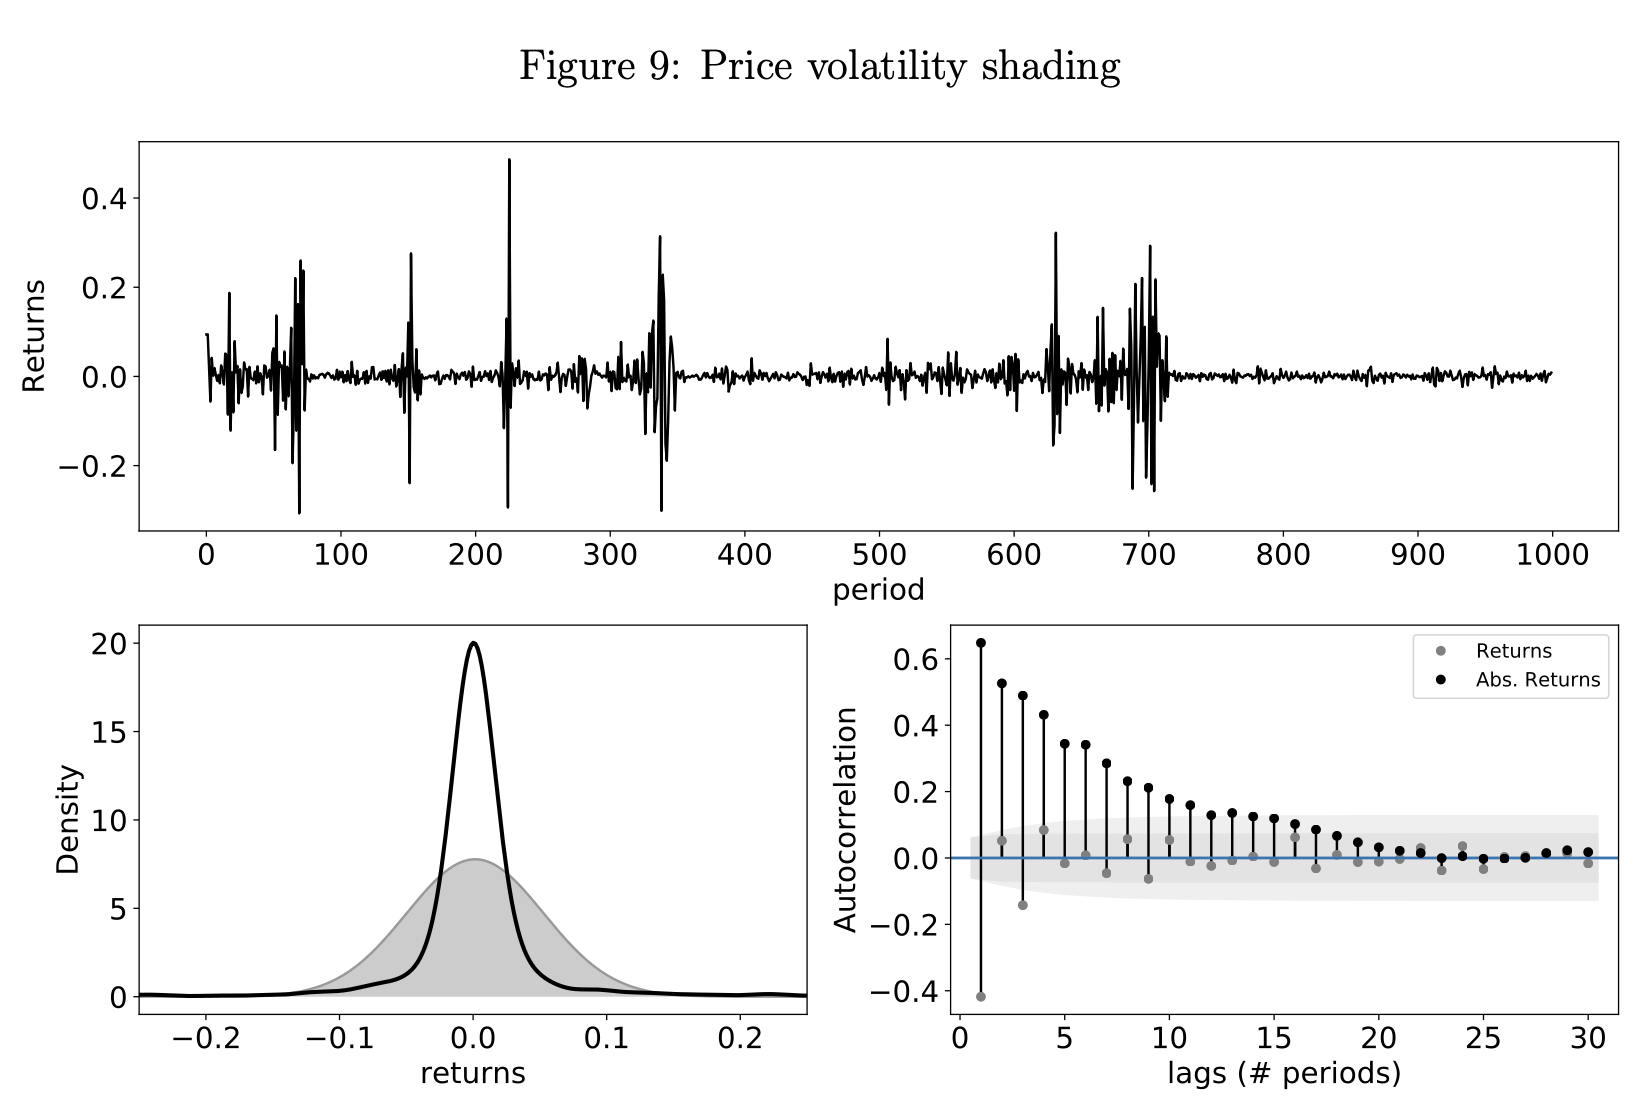 Figure 9: Price volatility shading
Returns
0.4
0.2
0.0
−0.2
0 100 200 300 400 500 600 700 800 900 1000
period
Density
20
15
10
5
0
−0.2 −0.1 0.0 0.1 0.2
returns
Autocorrelation
0.6
0.4
0.2
0.0
−0.2
−0.4
Returns
Abs. Returns
0 5 10 15 20 25 30
lags (# periods)